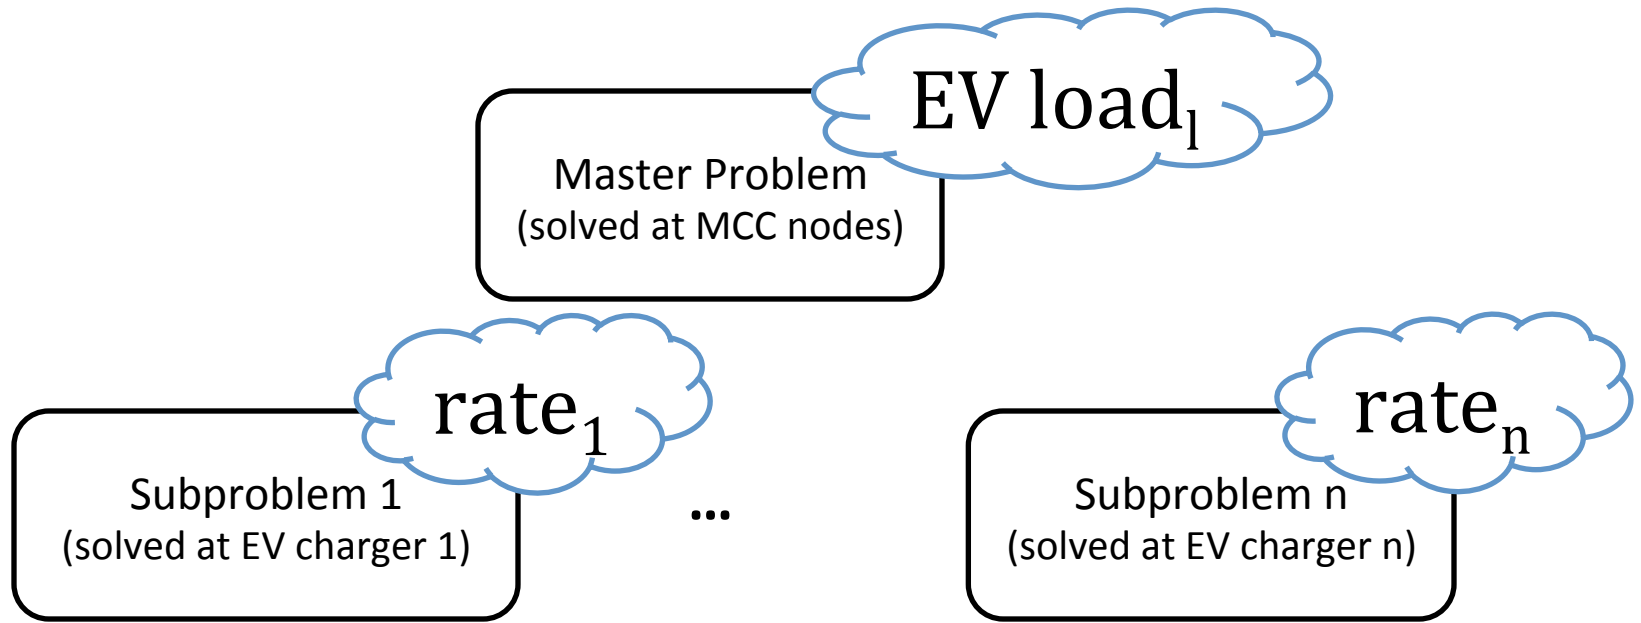 EV load_l
Master Problem
(solved at MCC nodes)
rate_1
Subproblem 1
(solved at EV charger 1)
...
rate_n
Subproblem n
(solved at EV charger n)